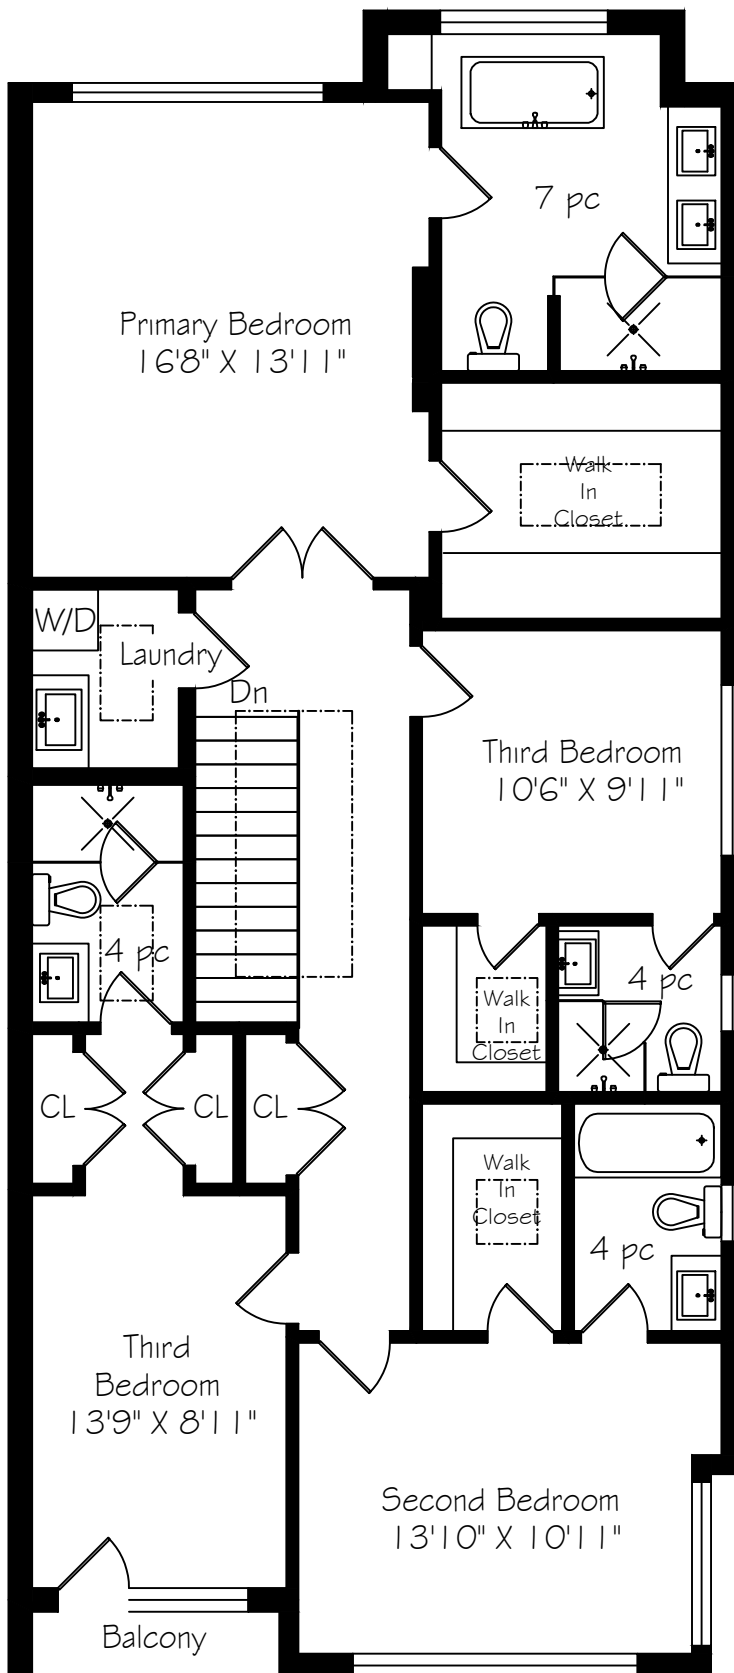 7 pc
Primary Bedroom
16'8" X 13'11"
Walk
In
Closet
W/D
Laundry
Dn
Third Bedroom
10'6" X 9'11"
4 pc
4 pc
Walk
In
Closet
CL
CL
CL
Walk
In
Closet
4 pc
Third
Bedroom
13'9" X 8'11"
Second Bedroom
13'10" X 10'11"
Balcony